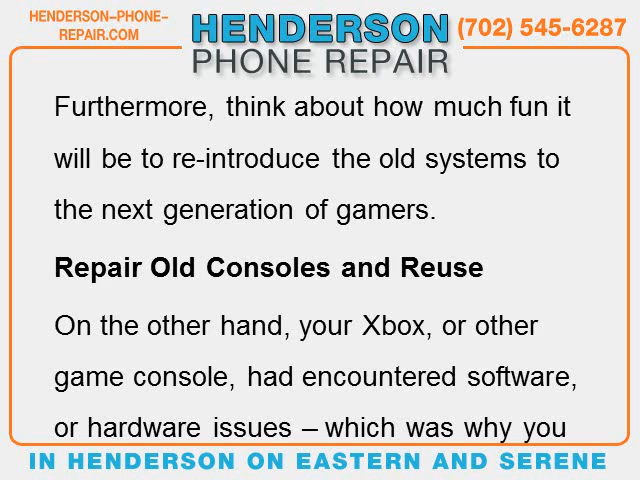 HENDERSON-PHONE-
REPAIR.COM
HENDERSON
PHONE REPAIR
(702) 545-6287
Furthermore, think about how much fun it
will be to re-introduce the old systems to
the next generation of gamers.
Repair Old Consoles and Reuse
On the other hand, your Xbox, or other
game console, had encountered software,
or hardware issues – which was why you
IN HENDERSON ON EASTERN AND SERENE